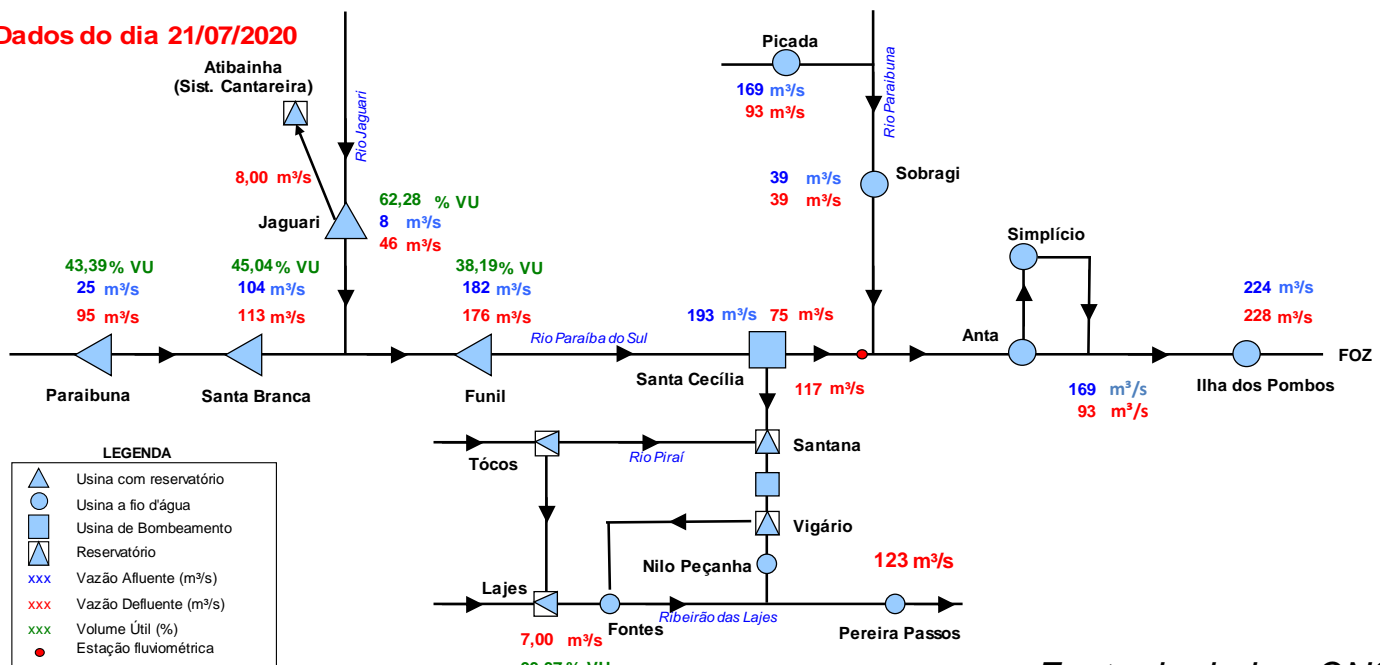 Dados do dia 21/07/2020
Atibainha
(Sist. Cantareira)
Rio Jaguari
8,00 m³/s
Jaguari
62,28 % VU
8 m³/s
46 m³/s
Picada
169 m³/s
93 m³/s
Rio Paraibuna
39 m³/s
39 m³/s
Sobragi
43,39% VU
25 m³/s
95 m³/s
Paraibuna
45,04% VU
104 m³/s
113 m³/s
Santa Branca
38,19% VU
182 m³/s
176 m³/s
Funil
Rio Paraíba do Sul
193 m³/s 75 m³/s
Santa Cecília
117 m³/s
Simplício
Anta
169 m³/s
93 m³/s
224 m³/s
228 m³/s
Ilha dos Pombos
FOZ
Tócos
Rio Piraí
Santana
Vigário
Nilo Peçanha
123 m³/s
Lajes
Fontes
Ribeirão das Lajes
Pereira Passos
7,00 m³/s
LEGENDA
Usina com reservatório
Usina a fio d'água
Usina de Bombeamento
Reservatório
xxx Vazão Afluente (m³/s)
xxx Vazão Defluente (m³/s)
xxx Volume Útil (%)
Estação fluviométrica